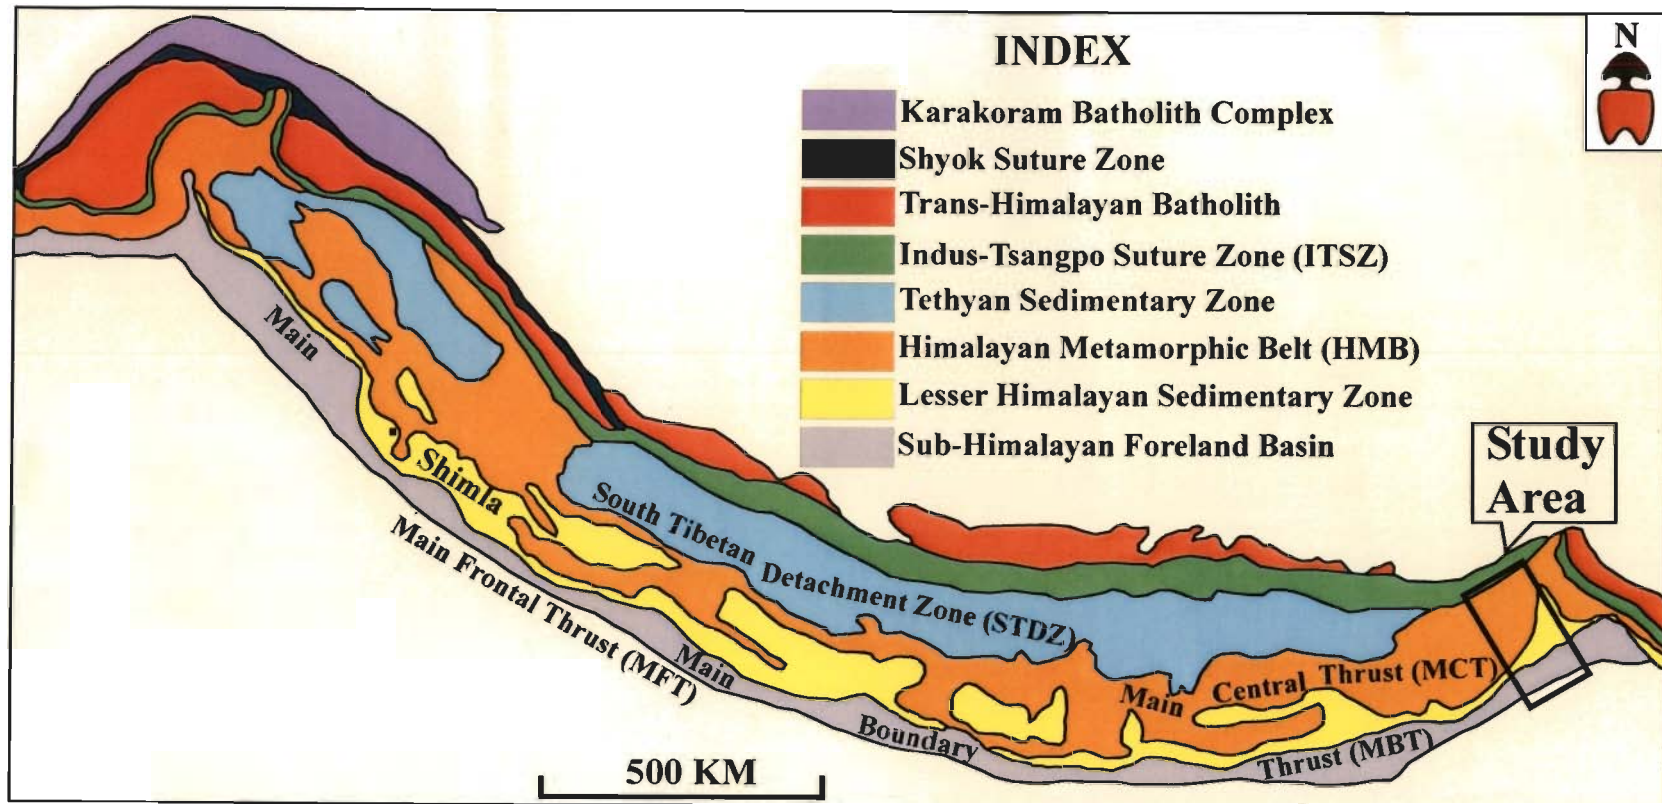 INDEX
N
Karakoram Batholith Complex
Shyok Suture Zone
Trans-Himalayan Batholith
Indus-Tsangpo Suture Zone (ITSZ)
Tethyan Sedimentary Zone
Himalayan Metamorphic Belt (HMB)
Lesser Himalayan Sedimentary Zone
Sub-Himalayan Foreland Basin
Study
Area
Main
Shimla
South Tibetan Detachment Zone (STDZ)
Main Frontal Thrust (MFT)
Main
Boundary
Thrust (MBT)
Main
Central Thrust (MCT)
500 KM